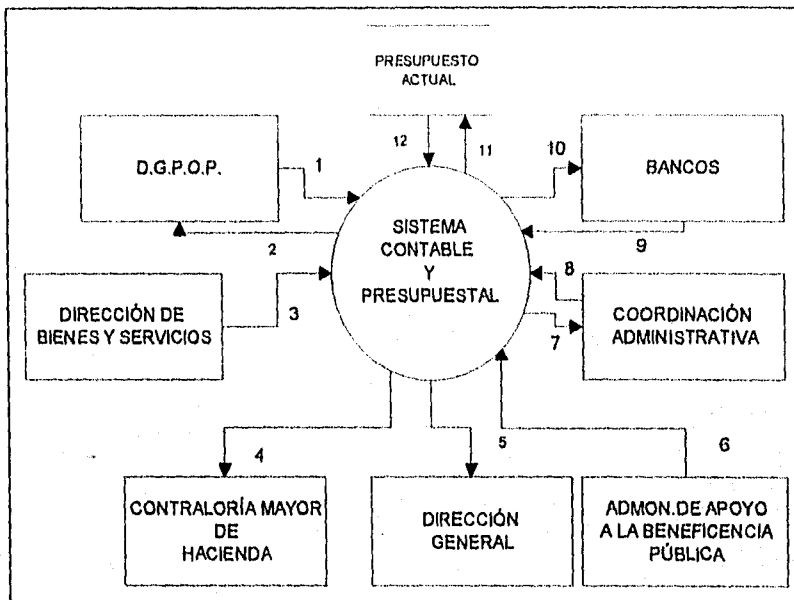 PRESUPUESTO
ACTUAL
12
11
D.G.P.O.P.
1
10
BANCOS
2
9
SISTEMA
CONTABLE
Y
PRESUPUESTAL
DIRECCIÓN DE
BIENES Y SERVICIOS
3
8
7
COORDINACIÓN
ADMINISTRATIVA
4
5
6
CONTRALORÍA MAYOR
DE
HACIENDA
DIRECCIÓN
GENERAL
ADMON.DE APOYO
A LA BENEFICENCIA
PÚBLICA